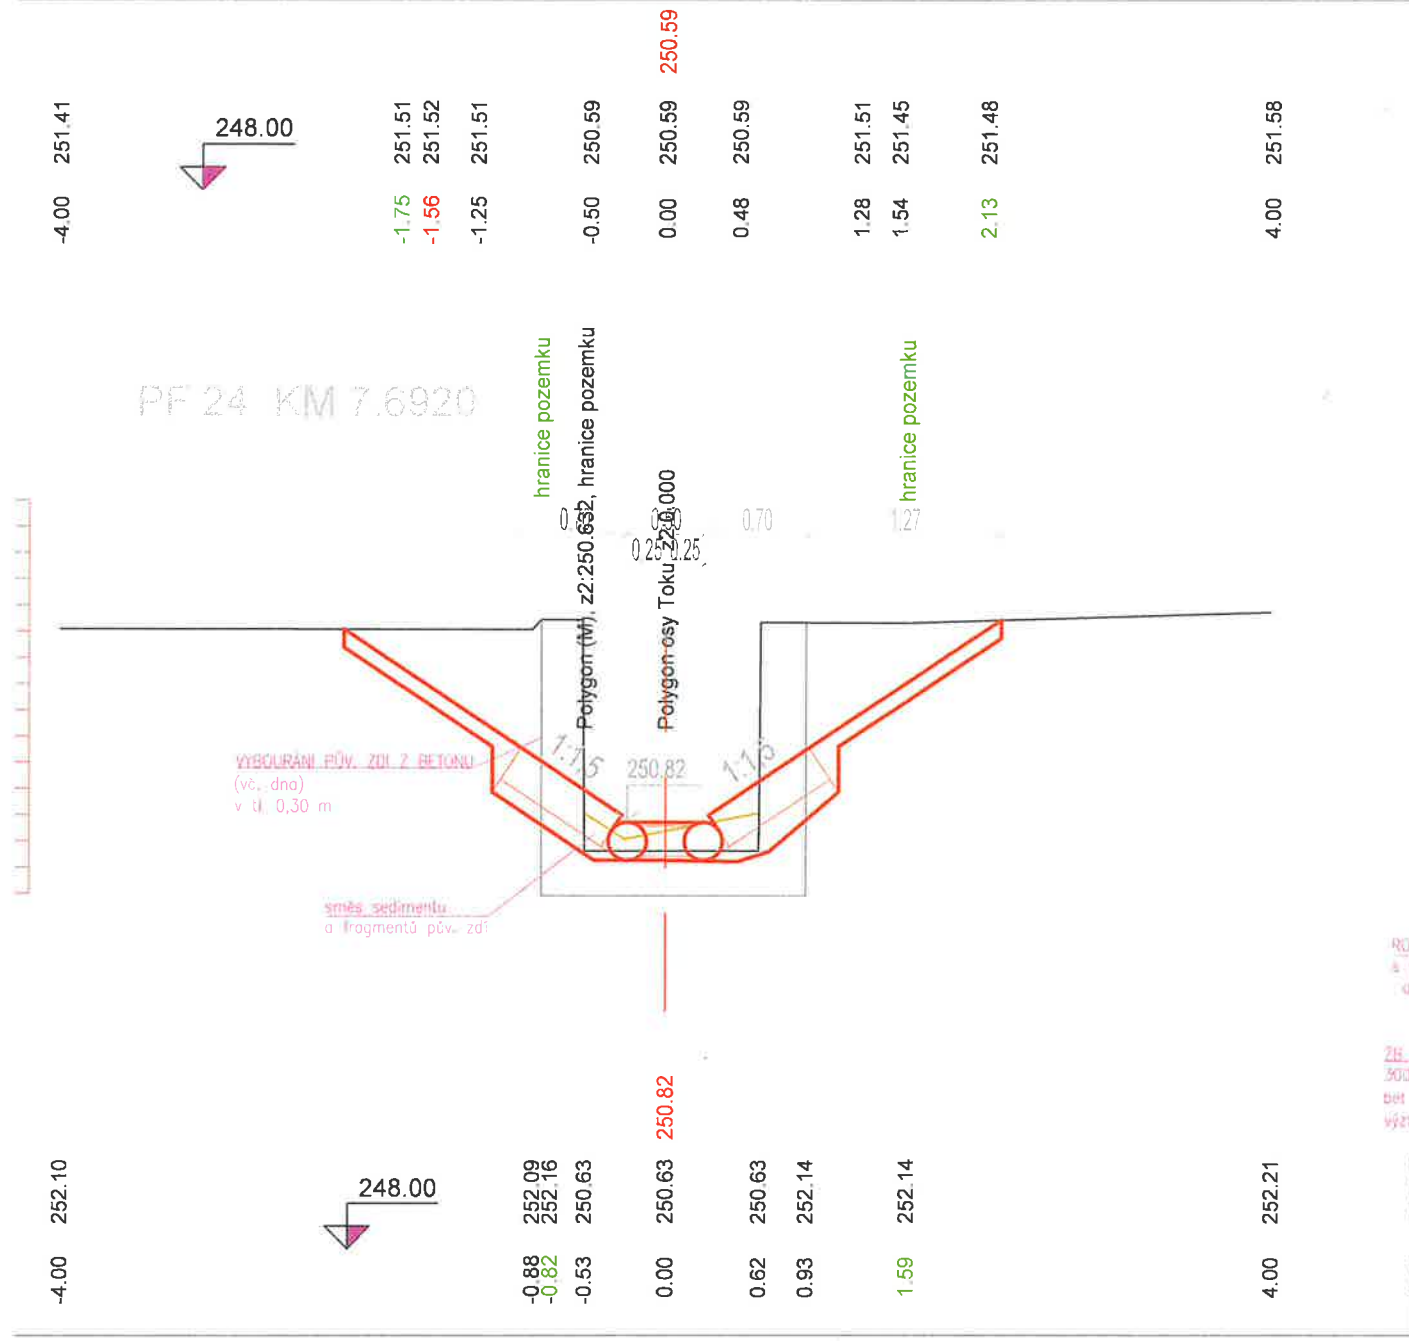 250.59
251.41 251.51 251.52 251.51 250.59 250.59 250.59 251.51 251.45 251.48 251.58
248.00
-4.00 -1.75 -1.56 -1.25 -0.50 0.00 0.48 1.28 1.54 2.13 4.00
PF 24 KM 7.6920
hranice pozemku
Polygon (M), z2:250.632, hranice pozemku
Polygon osy Toku, z2:0.000
hranice pozemku
0.70 1.27
0.25 0.25
1:1,5 250.82 1:1,5
VYBOURÁNÍ PŮV. ZDI Z BETONU
(vč. dna)
v tl. 0,30 m
směs sedimentu
a fragmentů pův. zdí
250.82
252.10 252.09 252.16 250.63 250.63 250.63 252.14 252.14 252.21
248.00
-4.00 -0.88 -0.82 -0.53 0.00 0.62 0.93 1.59 4.00